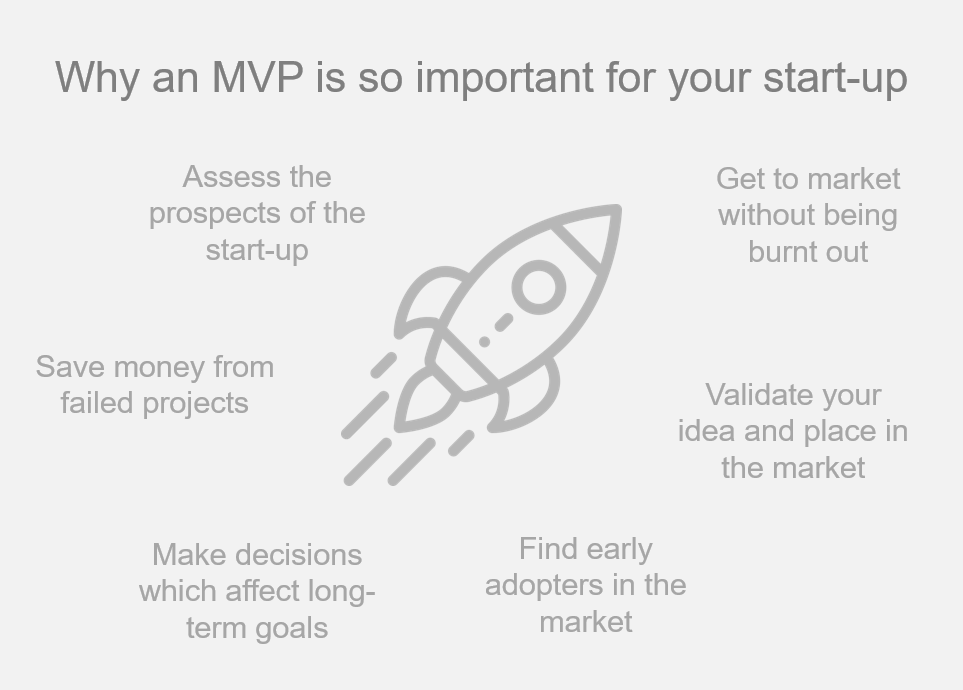 Why an MVP is so important for your start-up
Assess the
prospects of the
start-up
Get to market
without being
burnt out
Save money from
failed projects
Validate your
idea and place in
the market
Make decisions
which affect long-
term goals
Find early
adopters in the
market